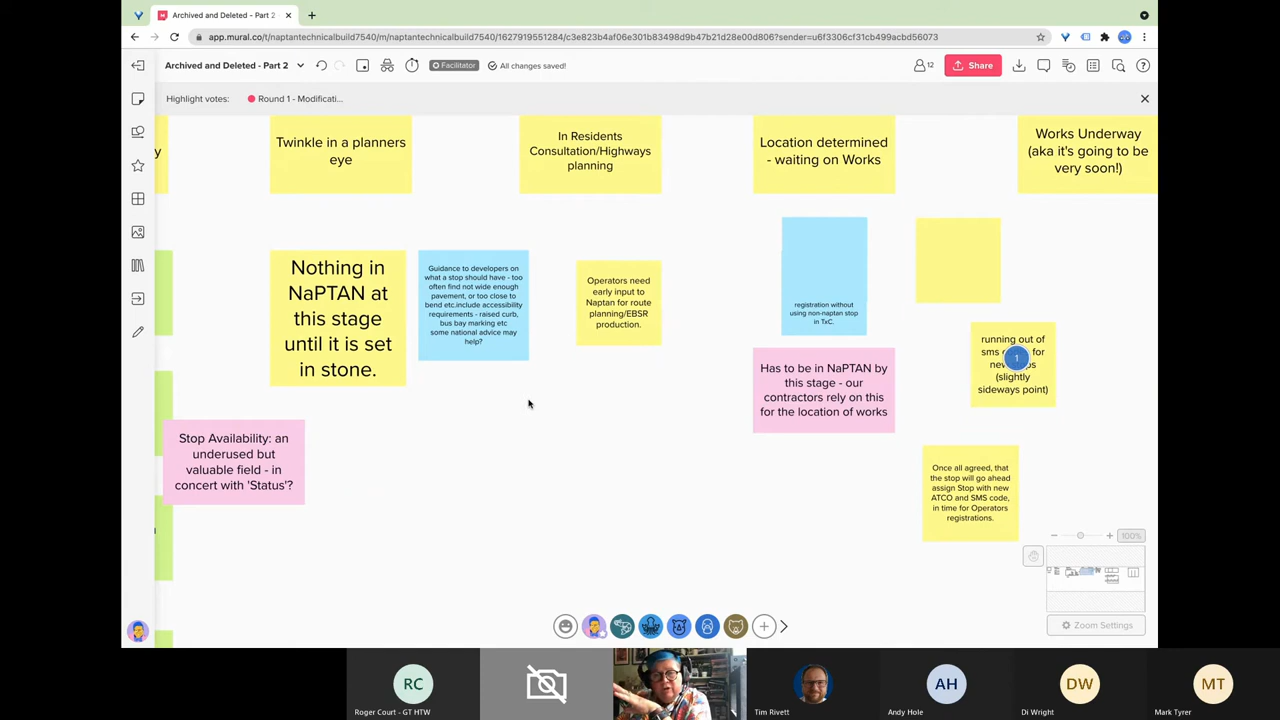 Archived and Deleted - Part 2
app.mural.co/t/naptantechnicalbuild7540/m/naptantechnicalbuild7540/1627919551284/c3e823b4af06e301b83498d9b47b21d28e00d806?sender=u6f3306cf31cb499acbd56073
Archived and Deleted - Part 2
Facilitator
All changes saved!
12
Share
Highlight votes:
Round 1 - Modificati...
y
Twinkle in a planners
eye
In Residents
Consultation/Highways
planning
Location determined
- waiting on Works
Works Underway
(aka it's going to be
very soon!)
Nothing in
NaPTAN at
this stage
until it is set
in stone.
Guidance to developers on
what a stop should have - too
often find not wide enough
pavement, or too close to
bend etc.include accessibility
requirements - raised curb,
bus bay marking etc
some national advice may
help?
Operators need
early input to
Naptan for route
planning/EBSR
production.
registration without
using non-naptan stop
in TxC.
Has to be in NaPTAN by
this stage - our
contractors rely on this
for the location of works
running out of
sms for
new
(slightly
sideways point)
1
Stop Availability: an
underused but
valuable field - in
concert with 'Status'?
Once all agreed, that
the stop will go ahead
assign Stop with new
ATCO and SMS code,
in time for Operators
registrations.
100%
Zoom Settings
RC
Roger Court - GT HTW
Tim Rivett
AH
Andy Hole
DW
Di Wright
MT
Mark Tyrer